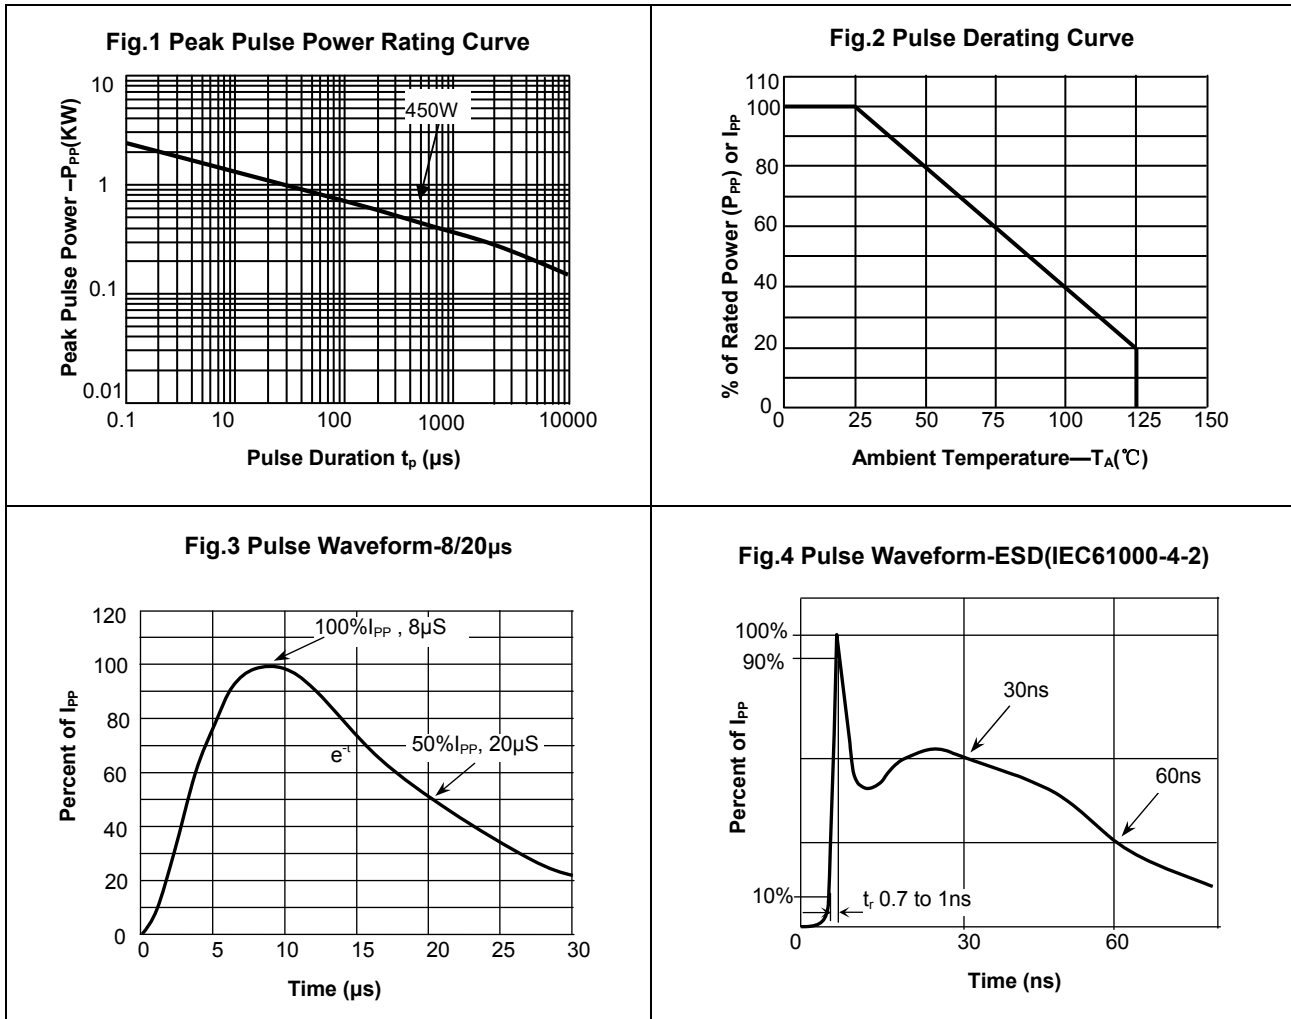 Fig.1 Peak Pulse Power Rating Curve
Peak Pulse Power –PPP(KW)
10
1
0.1
0.01
450W
0.1 10 100 1000 10000
Pulse Duration tp (µs)
Fig.2 Pulse Derating Curve
% of Rated Power (PPP) or IPP
110
100
80
60
40
20
0
0 25 50 75 100 125 150
Ambient Temperature—TA(℃)
Fig.3 Pulse Waveform-8/20µs
Percent of IPP
120
100
80
60
40
20
0
100%IPP , 8µS
e-t
50%IPP, 20µS
0 5 10 15 20 25 30
Time (µs)
Fig.4 Pulse Waveform-ESD(IEC61000-4-2)
Percent of IPP
100%
90%
10%
30ns
60ns
tr 0.7 to 1ns
0 30 60
Time (ns)